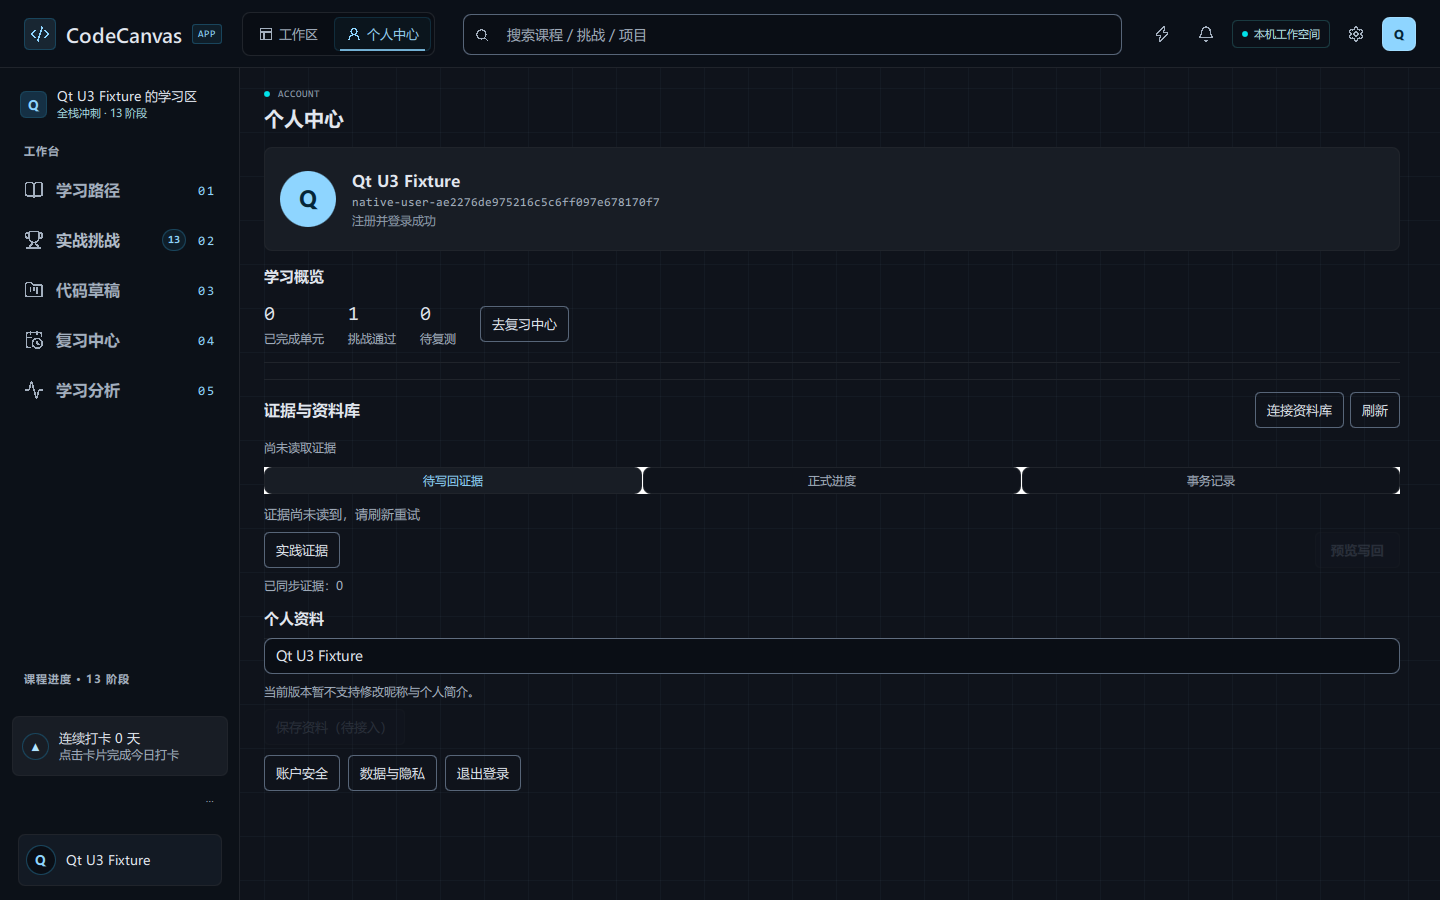 CodeCanvas APP
工作区
个人中心
搜索课程 / 挑战 / 项目
本机工作空间
Q
Q
Qt U3 Fixture 的学习区
全栈冲刺 · 13 阶段
工作台
学习路径 01
实战挑战 13 02
代码草稿 03
复习中心 04
学习分析 05
课程进度 • 13 阶段
连续打卡 0 天
点击卡片完成今日打卡
...
Q Qt U3 Fixture
ACCOUNT
个人中心
Q
Qt U3 Fixture
native-user-ae2276de975216c5c6ff097e678170f7
注册并登录成功
学习概览
0 1 0
已完成单元 挑战通过 待复测
去复习中心
证据与资料库
连接资料库 刷新
尚未读取证据
待写回证据 正式进度 事务记录
证据尚未读到，请刷新重试
实践证据 预览写回
已同步证据：0
个人资料
Qt U3 Fixture
当前版本暂不支持修改昵称与个人简介。
保存资料（待接入）
账户安全 数据与隐私 退出登录